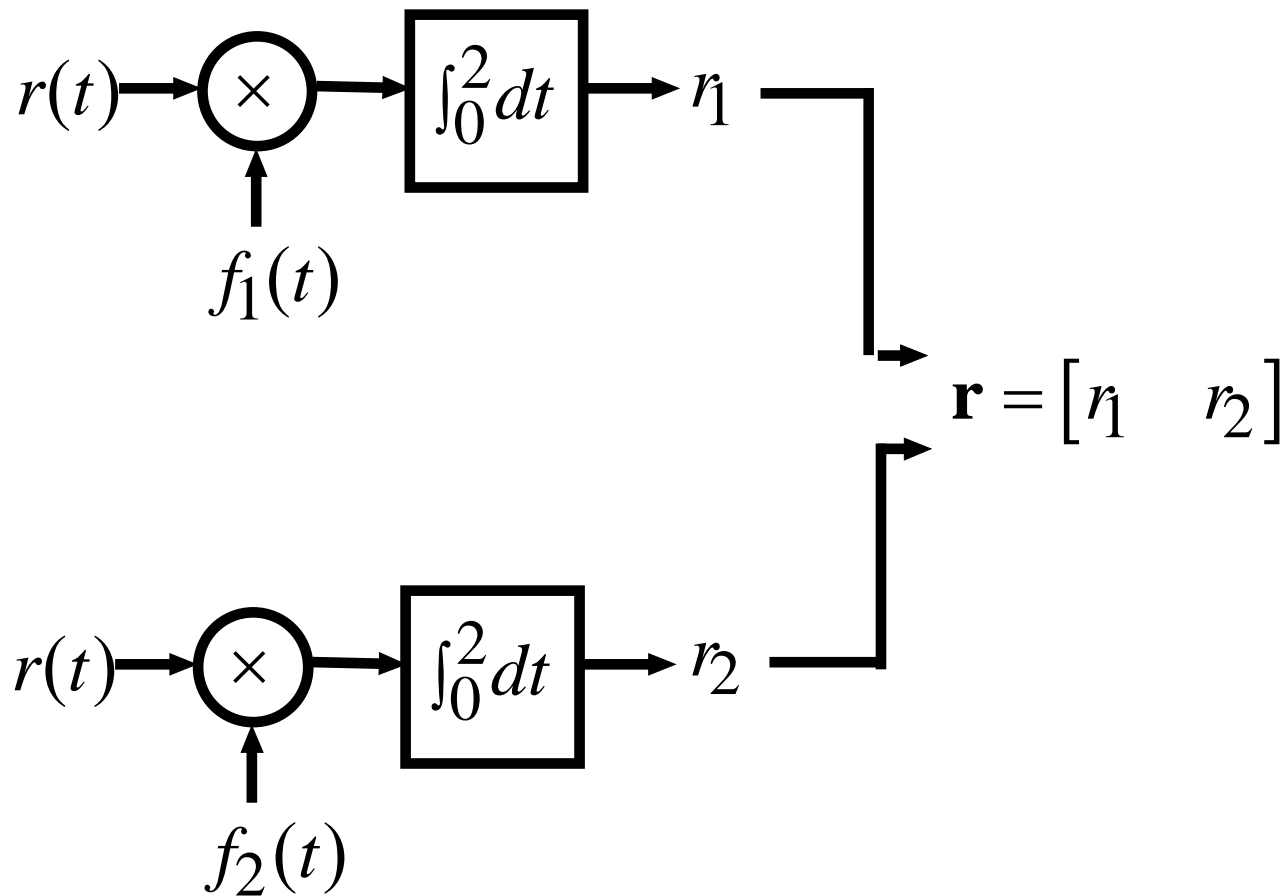 r(t) × ∫₀² dt r₁
f₁(t)
r = [r₁ r₂]
r(t) × ∫₀² dt r₂
f₂(t)